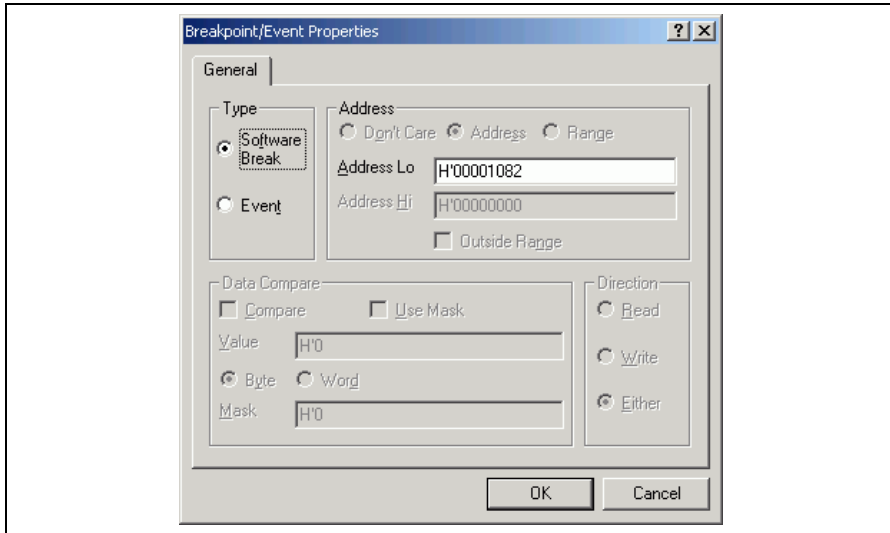 Breakpoint/Event Properties
General
Type
Software
Break
Event
Address
Don't Care Address Range
Address Lo H'00001082
Address Hi H'00000000
Outside Range
Data Compare
Compare Use Mask
Value H'0
Byte Word
Mask H'0
Direction
Read
Write
Either
OK Cancel